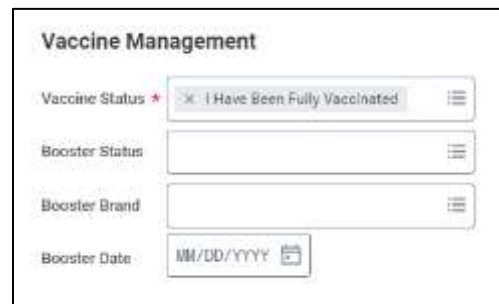 Vaccine Management
Vaccine Status * × I Have Been Fully Vaccinated
Booster Status
Booster Brand
Booster Date MM/DD/YYYY